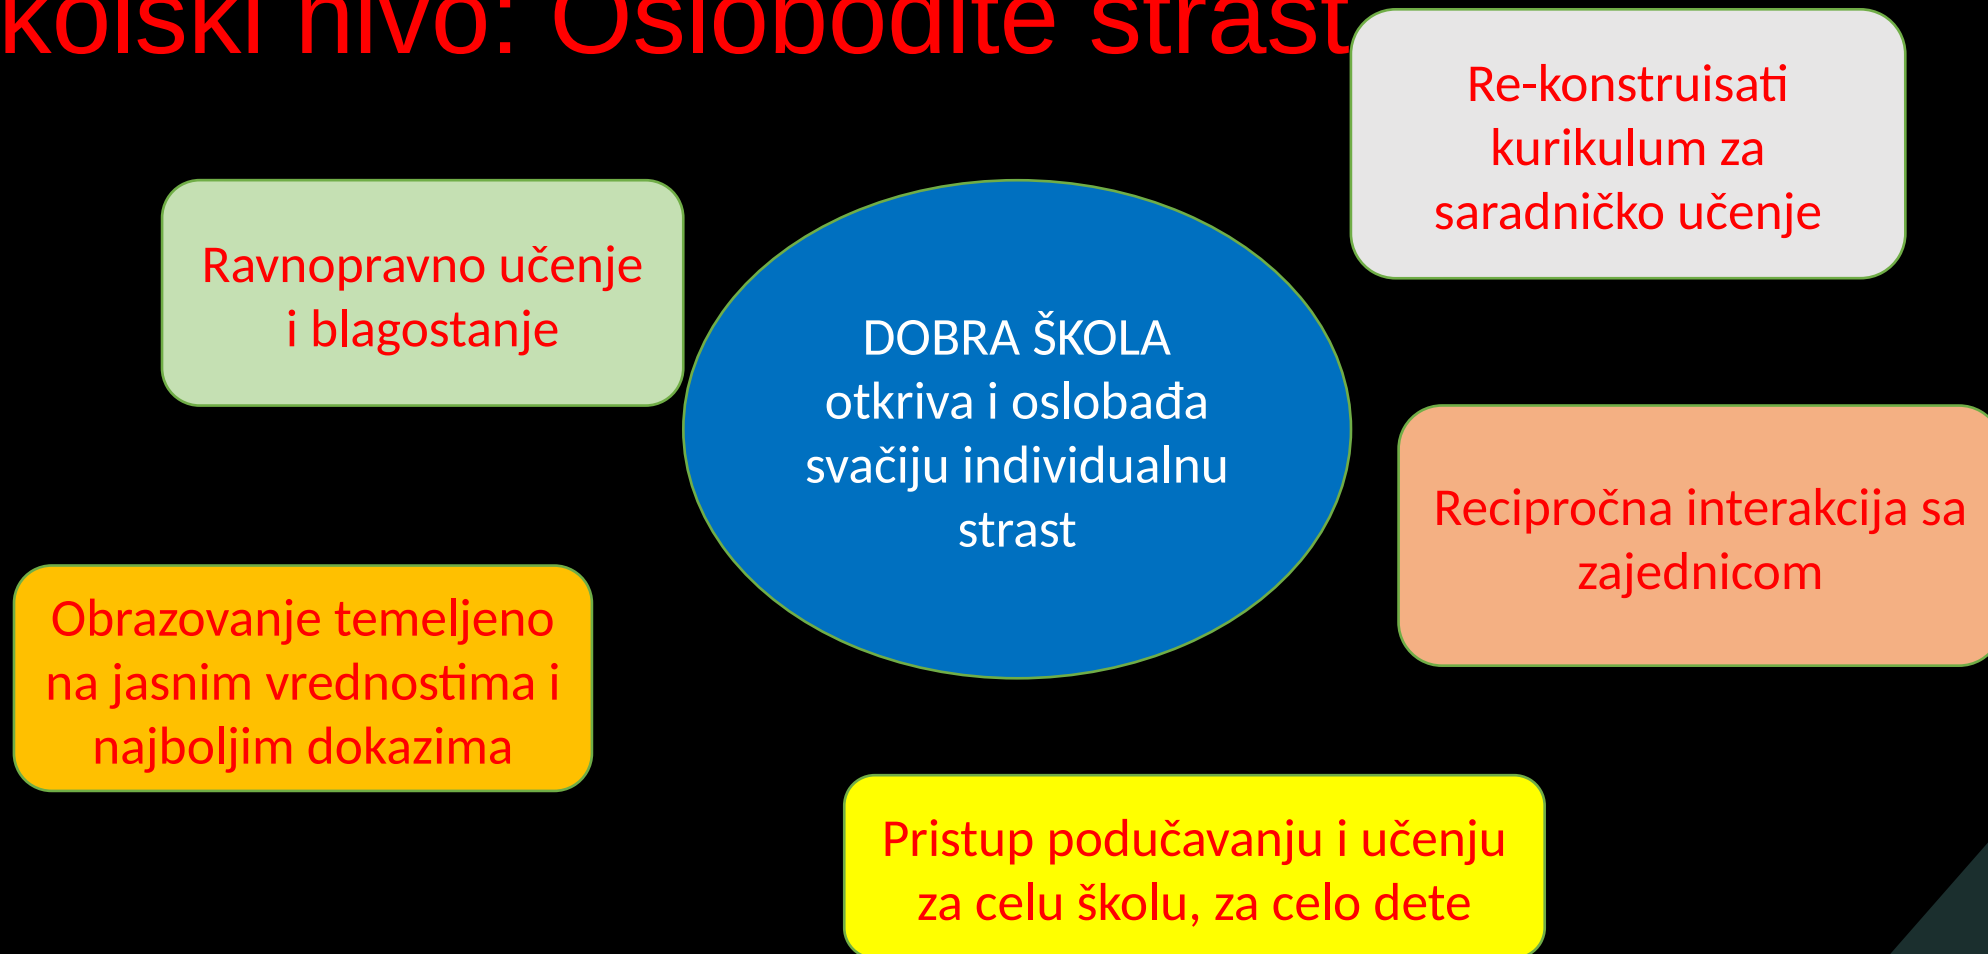 kolski nivo: Oslobodite strast
Re-konstruisati
kurikulum za
saradničko učenje
Ravnopravno učenje
i blagostanje
DOBRA ŠKOLA
otkriva i oslobađa
svačiju individualnu
strast
Recipročna interakcija sa
zajednicom
Obrazovanje temeljeno
na jasnim vrednostima i
najboljim dokazima
Pristup podučavanju i učenju
za celu školu, za celo dete